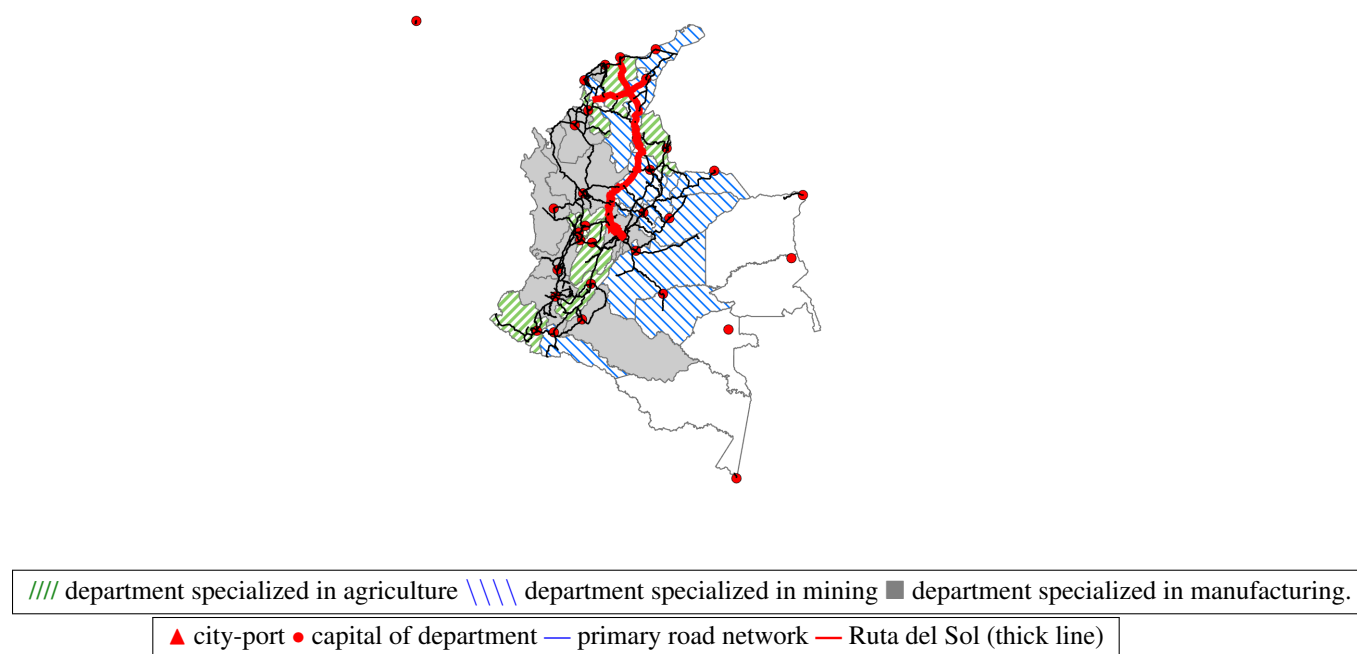 //// department specialized in agriculture \\\\ department specialized in mining ■ department specialized in manufacturing.
▲ city-port ● capital of department — primary road network — Ruta del Sol (thick line)